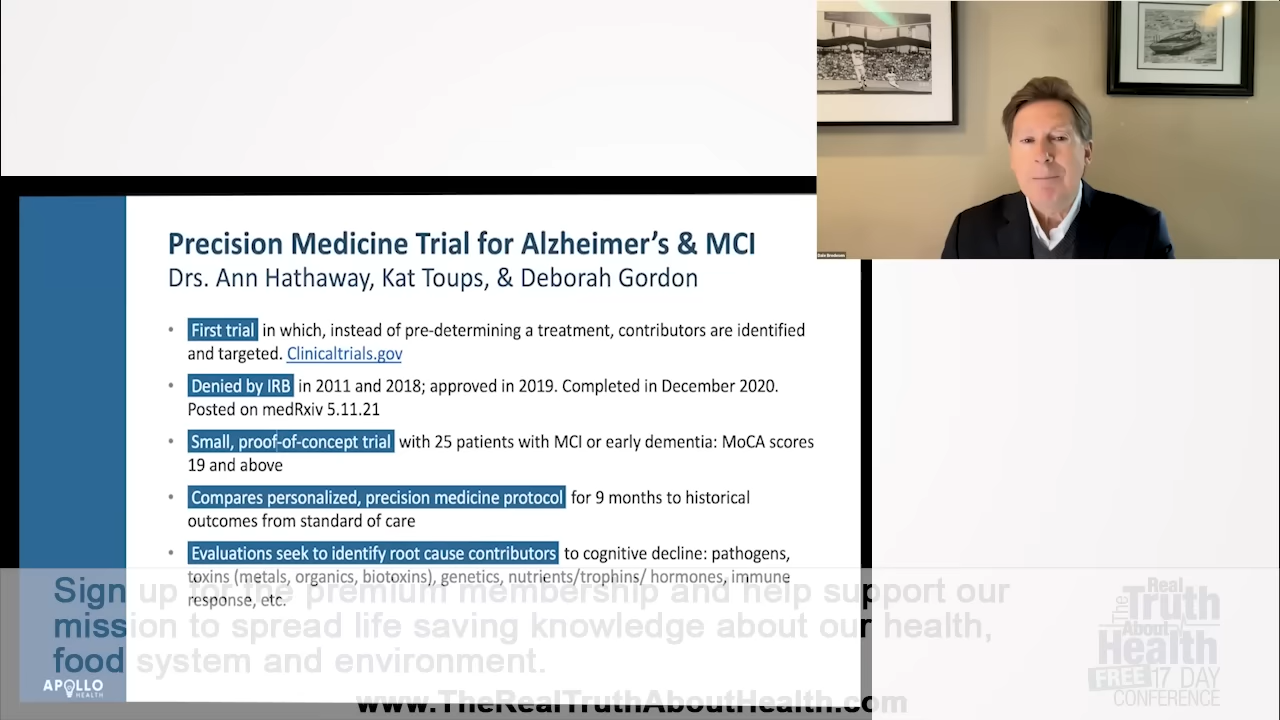 Dale Bredesen
Precision Medicine Trial for Alzheimer's & MCI
Drs. Ann Hathaway, Kat Toups, & Deborah Gordon
• First trial in which, instead of pre-determining a treatment, contributors are identified
and targeted. Clinicaltrials.gov
• Denied by IRB in 2011 and 2018; approved in 2019. Completed in December 2020.
Posted on medRxiv 5.11.21
• Small, proof-of-concept trial with 25 patients with MCI or early dementia: MoCA scores
19 and above
• Compares personalized, precision medicine protocol for 9 months to historical
outcomes from standard of care
• Evaluations seek to identify root cause contributors to cognitive decline: pathogens,
toxins (metals, organics, biotoxins), genetics, nutrients/trophins/ hormones, immune
response, etc.
Sign up to the premium membership and help support our
mission to spread life saving knowledge about our health,
food system and environment.
www.TheRealTruthAboutHealth.com
APOLLO
HEALTH
The Real
Truth
About
Health
FREE 17 DAY
CONFERENCE